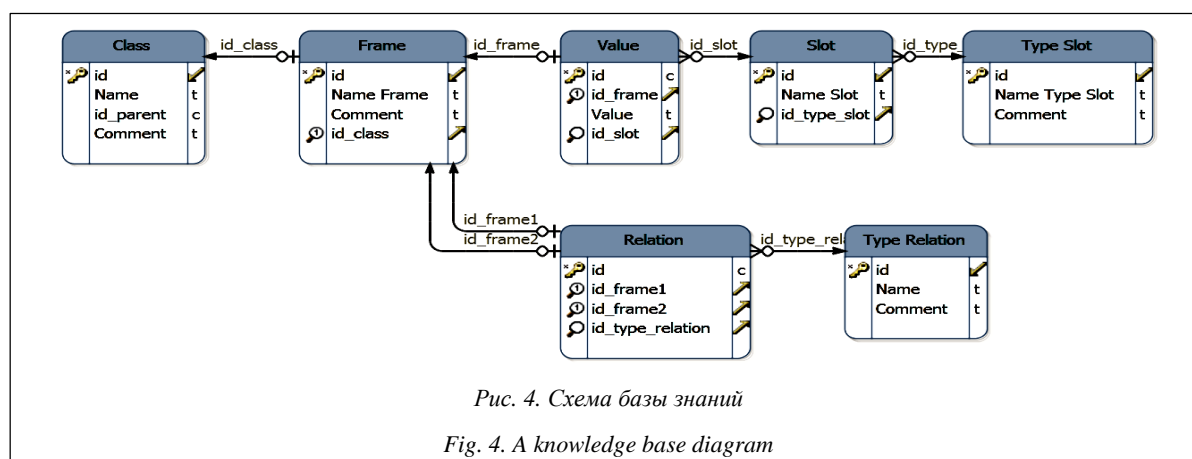 Class
id
Name
id_parent
Comment
c
t
t
id_class
Frame
id
Name Frame
Comment
id_class
t
t
id_frame
Value
id
id_frame
Value
id_slot
c
t
id_slot
Slot
id
Name Slot
id_type_slot
t
id_type_
Type Slot
id
Name Type Slot
Comment
t
t
id_frame1
id_frame2
Relation
id
id_frame1
id_frame2
id_type_relation
c
id_type_rel
Type Relation
id
Name
Comment
t
t
Рис. 4. Схема базы знаний
Fig. 4. A knowledge base diagram